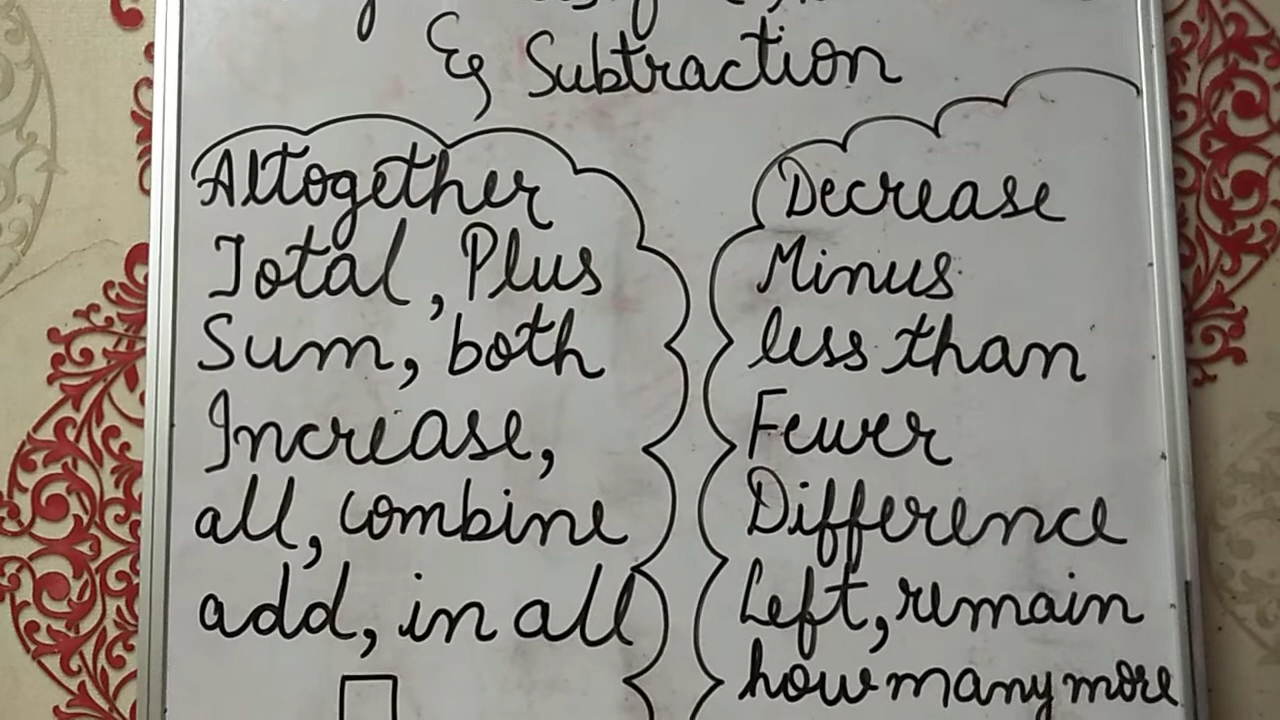 & Subtraction
Altogether
Total, Plus
Sum, both
Increase,
all, combine
add, in all
Decrease
Minus
less than
Fewer
Difference
Left, remain
how many more